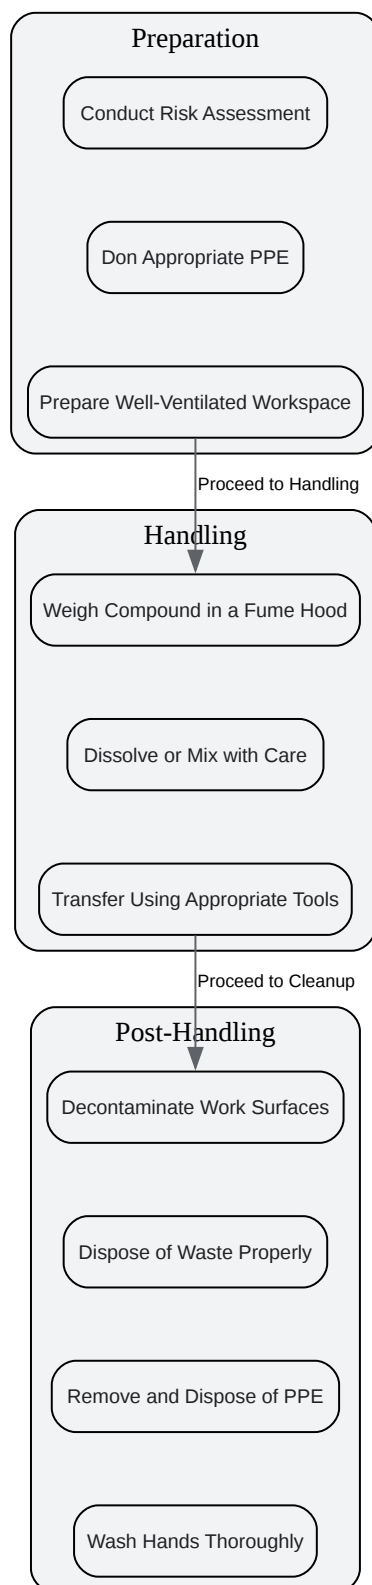 Preparation
Conduct Risk Assessment
Don Appropriate PPE
Prepare Well-Ventilated Workspace
Proceed to Handling
Handling
Weigh Compound in a Fume Hood
Dissolve or Mix with Care
Transfer Using Appropriate Tools
Proceed to Cleanup
Post-Handling
Decontaminate Work Surfaces
Dispose of Waste Properly
Remove and Dispose of PPE
Wash Hands Thoroughly